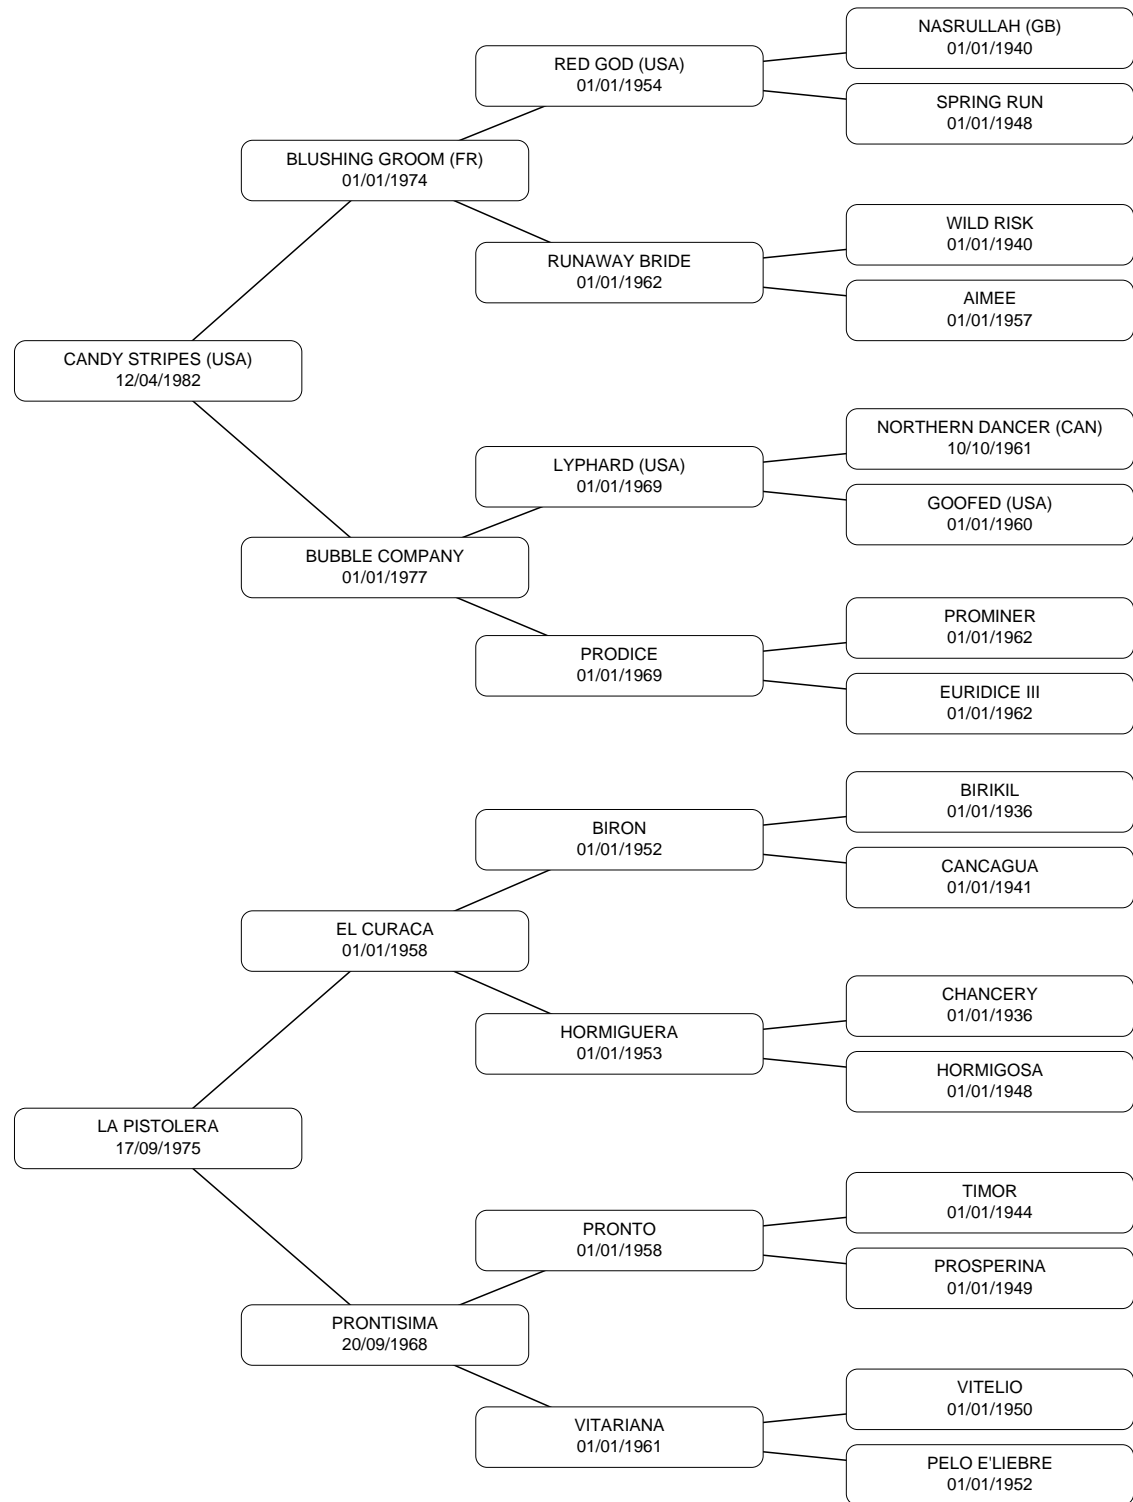 NASRULLAH (GB)
01/01/1940
RED GOD (USA)
01/01/1954
SPRING RUN
01/01/1948
BLUSHING GROOM (FR)
01/01/1974
WILD RISK
01/01/1940
RUNAWAY BRIDE
01/01/1962
AIMEE
01/01/1957
CANDY STRIPES (USA)
12/04/1982
NORTHERN DANCER (CAN)
10/10/1961
LYPHARD (USA)
01/01/1969
GOOFED (USA)
01/01/1960
BUBBLE COMPANY
01/01/1977
PROMINER
01/01/1962
PRODICE
01/01/1969
EURIDICE III
01/01/1962
BIRIKIL
01/01/1936
BIRON
01/01/1952
CANCAGUA
01/01/1941
EL CURACA
01/01/1958
CHANCERY
01/01/1936
HORMIGUERA
01/01/1953
HORMIGOSA
01/01/1948
LA PISTOLERA
17/09/1975
TIMOR
01/01/1944
PRONTO
01/01/1958
PROSPERINA
01/01/1949
PRONTISIMA
20/09/1968
VITELIO
01/01/1950
VITARIANA
01/01/1961
PELO E'LIEBRE
01/01/1952